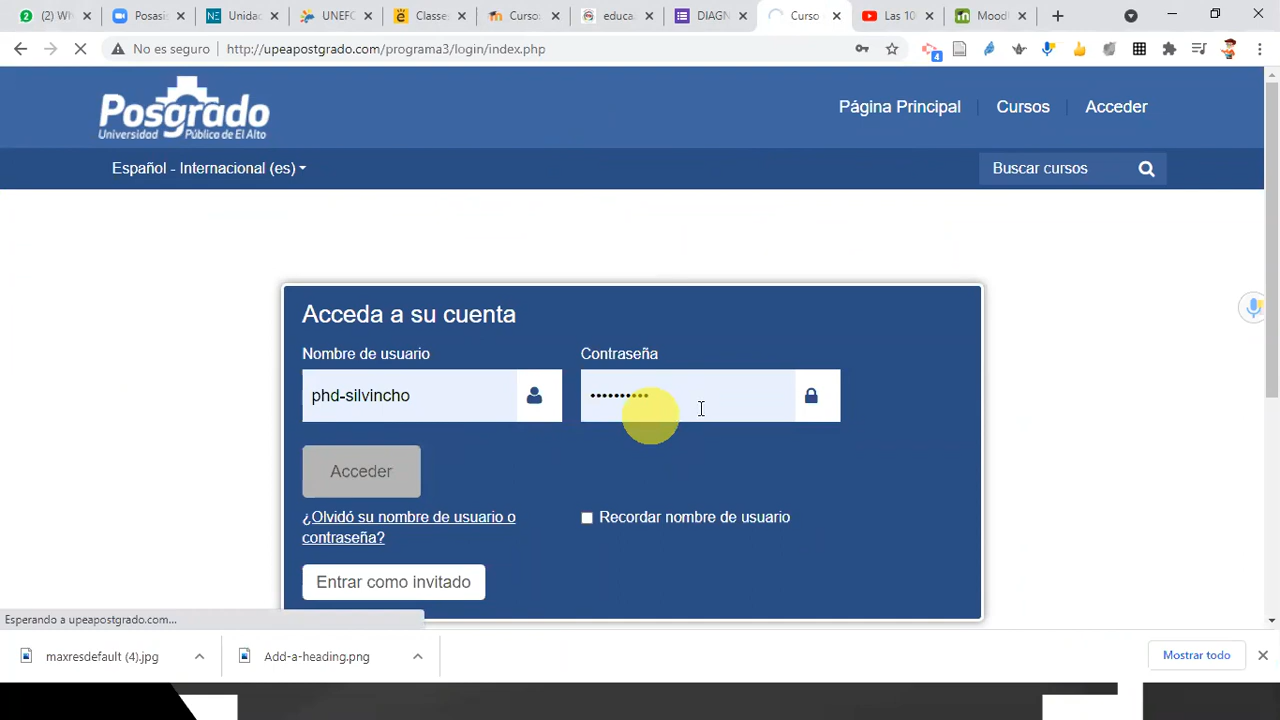 2 Wh
Posasis
Unidac
UNEFC
Classe
Curso:
educa.
DIAGN
Curso
Las 10
Moodl
No es seguro http://upeapostgrado.com/programa3/login/index.php
4
Posgrado
Universidad Pública de El Alto
Página Principal Cursos Acceder
Español - Internacional (es)
Buscar cursos
Acceda a su cuenta
Nombre de usuario Contraseña
phd-silvincho ••••••••••
Acceder
¿Olvidó su nombre de usuario o
contraseña?
Recordar nombre de usuario
Entrar como invitado
Esperando a upeapostgrado.com...
maxresdefault (4).jpg Add-a-heading.png Mostrar todo